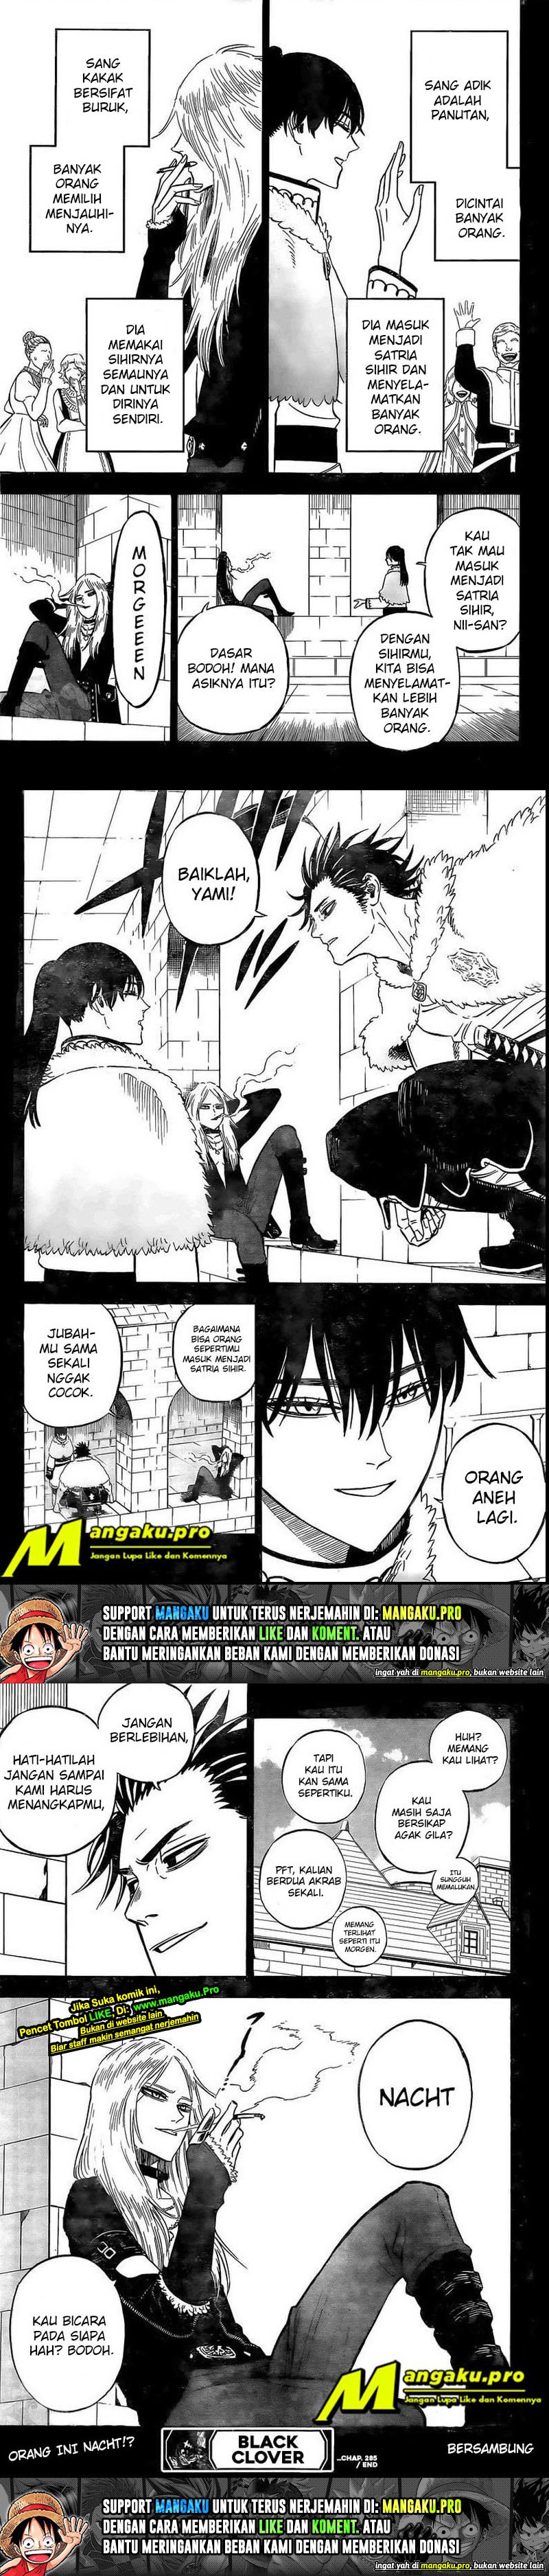 SANG ADIK
ADALAH
PANUTAN,
DICINTAI
BANYAK
ORANG.
DIA MASUK
MENJADI
SATRIA
SIHIR DAN
MENYELA-
MATKAN
BANYAK
ORANG.
SANG
KAKAK
BERSIFAT
BURUK,
BANYAK
ORANG
MEMILIH
MENJAUHI-
NYA.
DIA
MEMAKAI
SIHIRNYA
SEMAUNYA
DAN UNTUK
DIRINYA
SENDIRI.
KAU
TAK MAU
MASUK
MENJADI
SATRIA
SIHIR,
NII-SAN?
DENGAN
SIHIRMU,
KITA BISA
MENYELAMAT-
KAN LEBIH
BANYAK
ORANG.
DASAR
BODOH! MANA
ASIKNYA ITU?
MORGEEEN
BAIKLAH,
YAMI!
ORANG
ANEH
LAGI.
BAGAIMANA
BISA ORANG
SEPERTIMU
MASUK MENJADI
SATRIA SIHIR.
JUBAH-
MU SAMA
SEKALI
NGGAK
COCOK.
Mangaku.pro
Jangan Lupa Like dan Komennya
SUPPORT MANGAKU UNTUK TERUS NERJEMAHIN DI: MANGAKU.PRO
DENGAN CARA MEMBERIKAN LIKE DAN KOMENT. ATAU
BANTU MERINGANKAN BEBAN KAMI DENGAN MEMBERIKAN DONASI
ingat yah di mangaku.pro, bukan website lain
HUH?
MEMANG
KAU LIHAT?
KAU
MASIH SAJA
BERSIKAP
AGAK GILA?
ITU
SUNGGUH
MEMALUKAN.
TAPI
KAU ITU
KAN SAMA
SEPERTIKU.
PFT, KALIAN
BERDUA AKRAB
SEKALI.
MEMANG
TERLIHAT
SEPERTI ITU
MORGEN.
JANGAN
BERLEBIHAN,
HATI-HATILAH
JANGAN SAMPAI
KAMI HARUS
MENANGKAPMU,
Jika Suka komik ini,
Pencet Tombol LIKE, Di: www.mangaku.Pro
Bukan di website lain
Biar staff makin semangat nerjemahin
NACHT
KAU BICARA
PADA SIAPA
HAH? BODOH.
Mangaku.pro
Jangan Lupa Like dan Komennya
ORANG INI NACHT!?
BLACK
CLOVER
...CHAP. 285
/ END
BERSAMBUNG
SUPPORT MANGAKU UNTUK TERUS NERJEMAHIN DI: MANGAKU.PRO
DENGAN CARA MEMBERIKAN LIKE DAN KOMENT. ATAU
BANTU MERINGANKAN BEBAN KAMI DENGAN MEMBERIKAN DONASI
ingat yah di mangaku.pro, bukan website lain